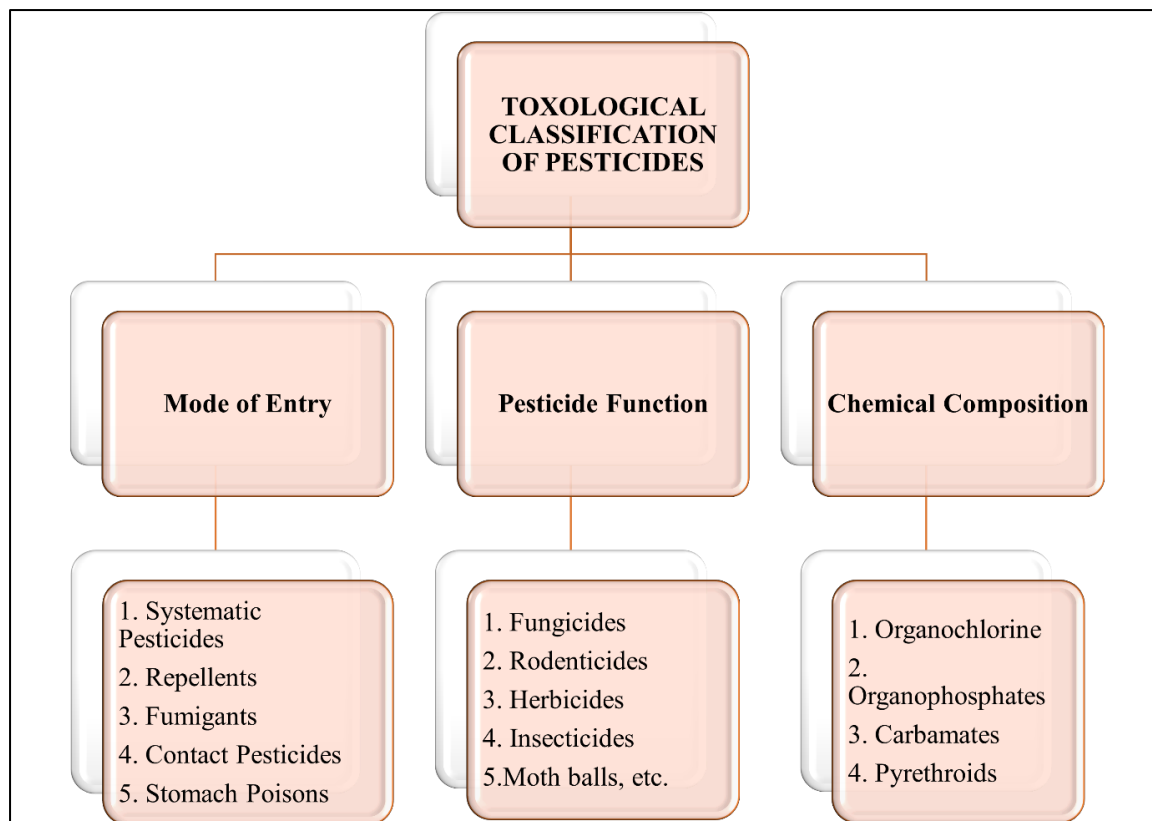 TOXOLOGICAL
CLASSIFICATION
OF PESTICIDES
Mode of Entry
Pesticide Function
Chemical Composition
1. Systematic
Pesticides
2. Repellents
3. Fumigants
4. Contact Pesticides
5. Stomach Poisons
1. Fungicides
2. Rodenticides
3. Herbicides
4. Insecticides
5.Moth balls, etc.
1. Organochlorine
2.
Organophosphates
3. Carbamates
4. Pyrethroids